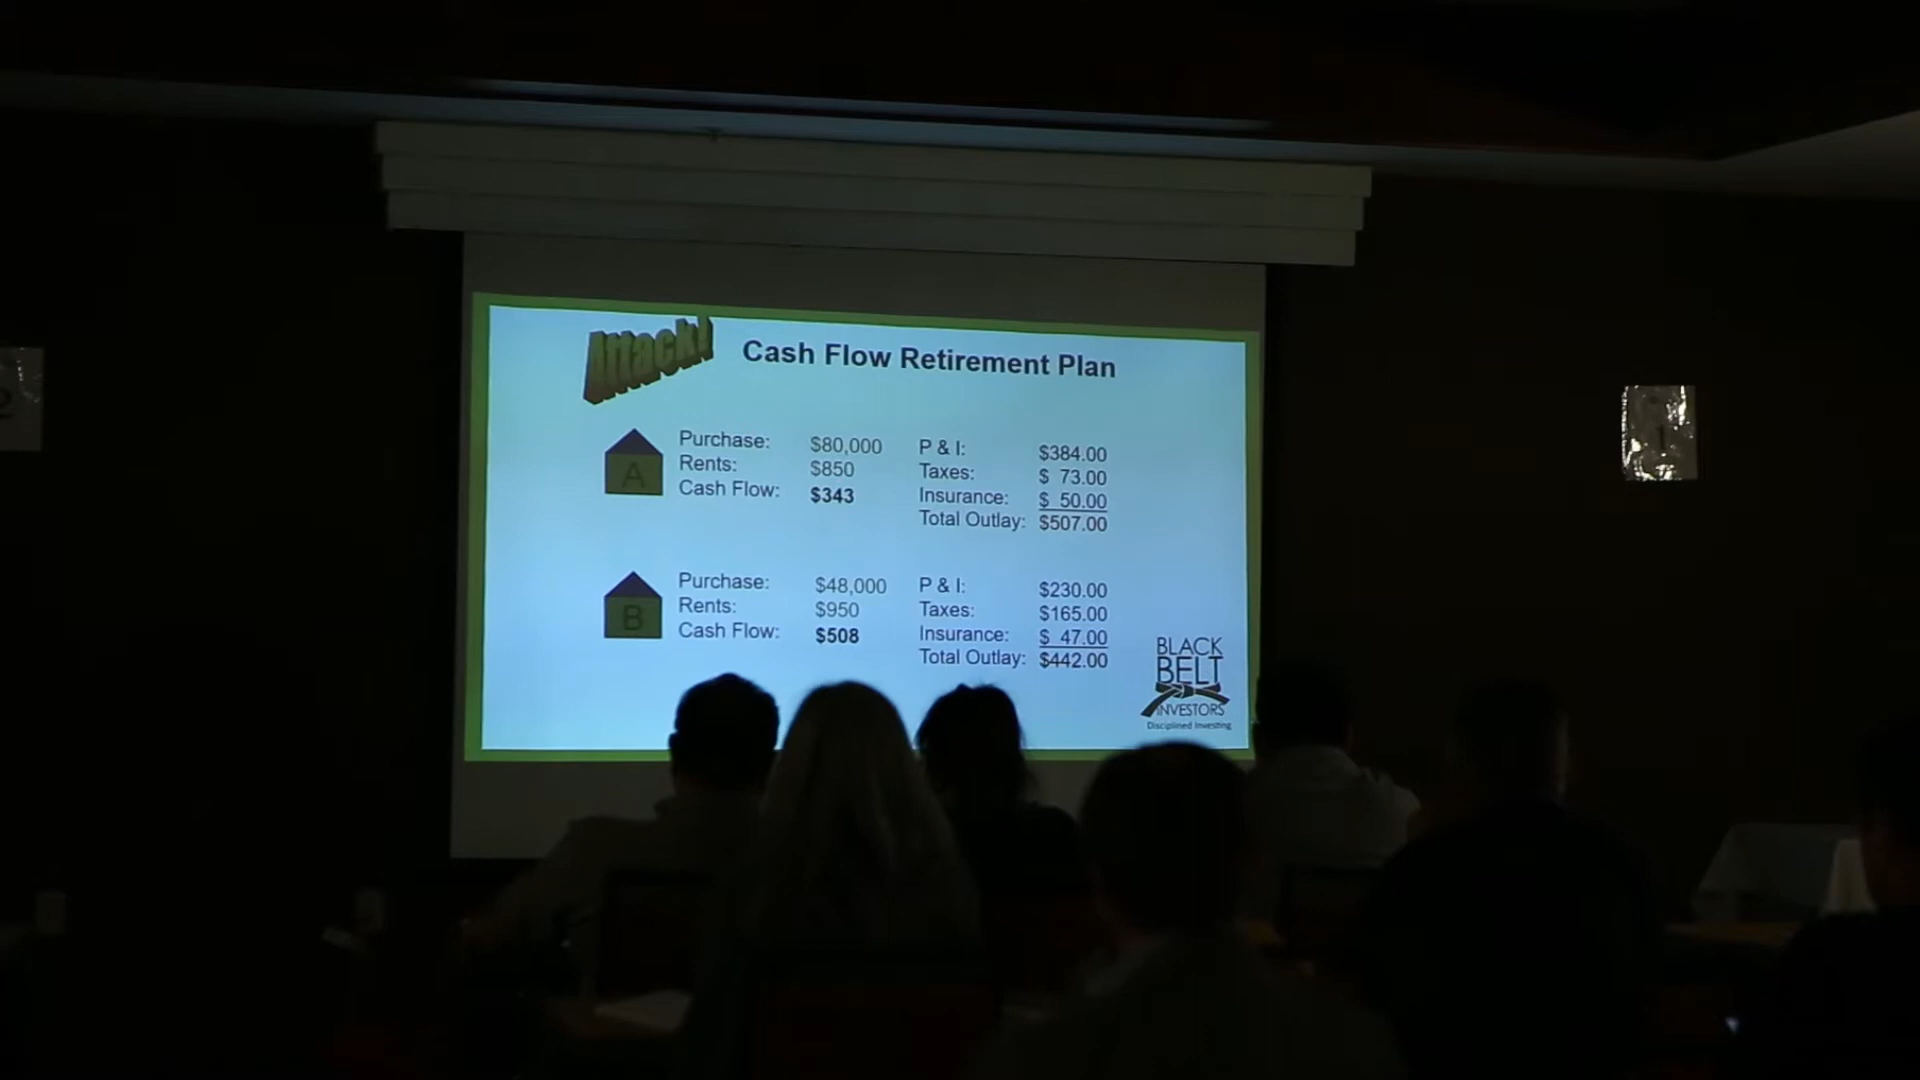 Attack!
Cash Flow Retirement Plan
A
Purchase: $80,000
Rents: $850
Cash Flow: $343
P & I: $384.00
Taxes: $ 73.00
Insurance: $ 50.00
Total Outlay: $507.00
B
Purchase: $48,000
Rents: $950
Cash Flow: $508
P & I: $230.00
Taxes: $165.00
Insurance: $ 47.00
Total Outlay: $442.00
BLACK
BELT
INVESTORS
Disciplined Investing
2
1